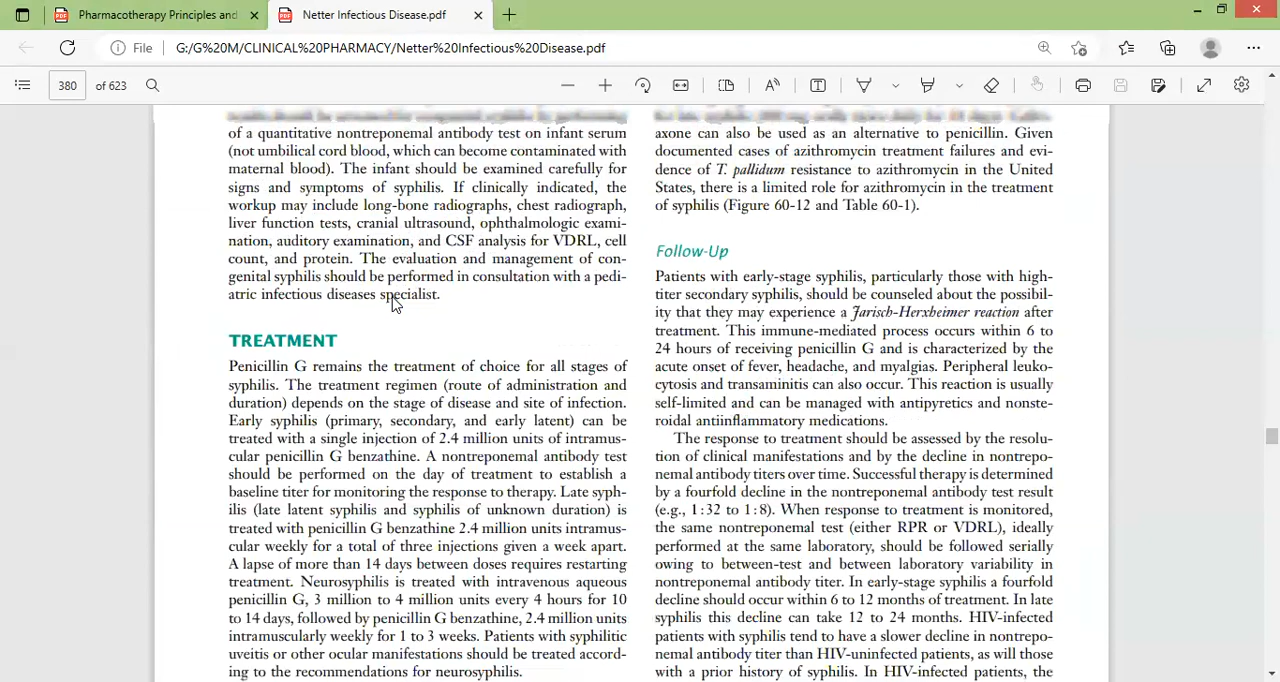 Pharmacotherapy Principles and
Netter Infectious Disease.pdf
File
G:/G%20M/CLINICAL%20PHARMACY/Netter%20Infectious%20Disease.pdf
380
of 623
of a quantitative nontreponemal antibody test on infant serum
(not umbilical cord blood, which can become contaminated with
maternal blood). The infant should be examined carefully for
signs and symptoms of syphilis. If clinically indicated, the
workup may include long-bone radiographs, chest radiograph,
liver function tests, cranial ultrasound, ophthalmologic exami-
nation, auditory examination, and CSF analysis for VDRL, cell
count, and protein. The evaluation and management of con-
genital syphilis should be performed in consultation with a pedi-
atric infectious diseases specialist.
TREATMENT
Penicillin G remains the treatment of choice for all stages of
syphilis. The treatment regimen (route of administration and
duration) depends on the stage of disease and site of infection.
Early syphilis (primary, secondary, and early latent) can be
treated with a single injection of 2.4 million units of intramus-
cular penicillin G benzathine. A nontreponemal antibody test
should be performed on the day of treatment to establish a
baseline titer for monitoring the response to therapy. Late syph-
ilis (late latent syphilis and syphilis of unknown duration) is
treated with penicillin G benzathine 2.4 million units intramus-
cular weekly for a total of three injections given a week apart.
A lapse of more than 14 days between doses requires restarting
treatment. Neurosyphilis is treated with intravenous aqueous
penicillin G, 3 million to 4 million units every 4 hours for 10
to 14 days, followed by penicillin G benzathine, 2.4 million units
intramuscularly weekly for 1 to 3 weeks. Patients with syphilitic
uveitis or other ocular manifestations should be treated accord-
ing to the recommendations for neurosyphilis.
axone can also be used as an alternative to penicillin. Given
documented cases of azithromycin treatment failures and evi-
dence of T. pallidum resistance to azithromycin in the United
States, there is a limited role for azithromycin in the treatment
of syphilis (Figure 60-12 and Table 60-1).
Follow-Up
Patients with early-stage syphilis, particularly those with high-
titer secondary syphilis, should be counseled about the possibil-
ity that they may experience a Jarisch-Herxheimer reaction after
treatment. This immune-mediated process occurs within 6 to
24 hours of receiving penicillin G and is characterized by the
acute onset of fever, headache, and myalgias. Peripheral leuko-
cytosis and transaminitis can also occur. This reaction is usually
self-limited and can be managed with antipyretics and nonste-
roidal antiinflammatory medications.
The response to treatment should be assessed by the resolu-
tion of clinical manifestations and by the decline in nontrepo-
nemal antibody titers over time. Successful therapy is determined
by a fourfold decline in the nontreponemal antibody test result
(e.g., 1:32 to 1:8). When response to treatment is monitored,
the same nontreponemal test (either RPR or VDRL), ideally
performed at the same laboratory, should be followed serially
owing to between-test and between laboratory variability in
nontreponemal antibody titer. In early-stage syphilis a fourfold
decline should occur within 6 to 12 months of treatment. In late
syphilis this decline can take 12 to 24 months. HIV-infected
patients with syphilis tend to have a slower decline in nontrepo-
nemal antibody titer than HIV-uninfected patients, as will those
with a prior history of syphilis. In HIV-infected patients, the